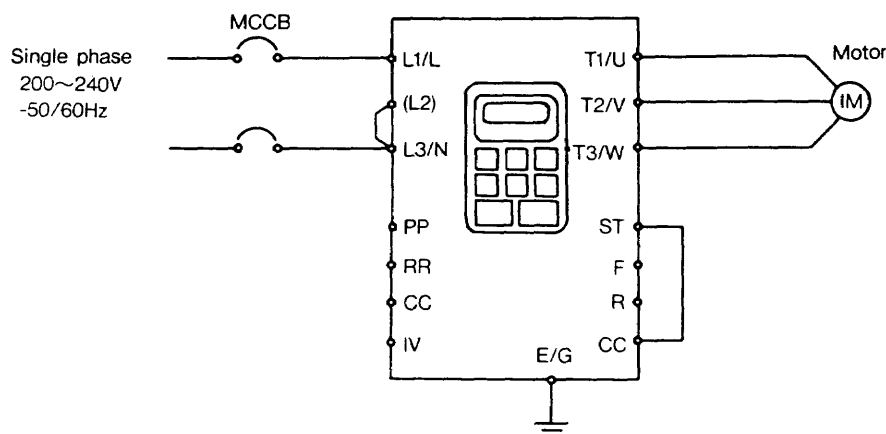 MCCB
Single phase
200～240V
-50/60Hz
L1/L
(L2)
L3/N
PP
RR
CC
IV
T1/U
T2/V
T3/W
ST
F
R
CC
E/G
Motor
IM